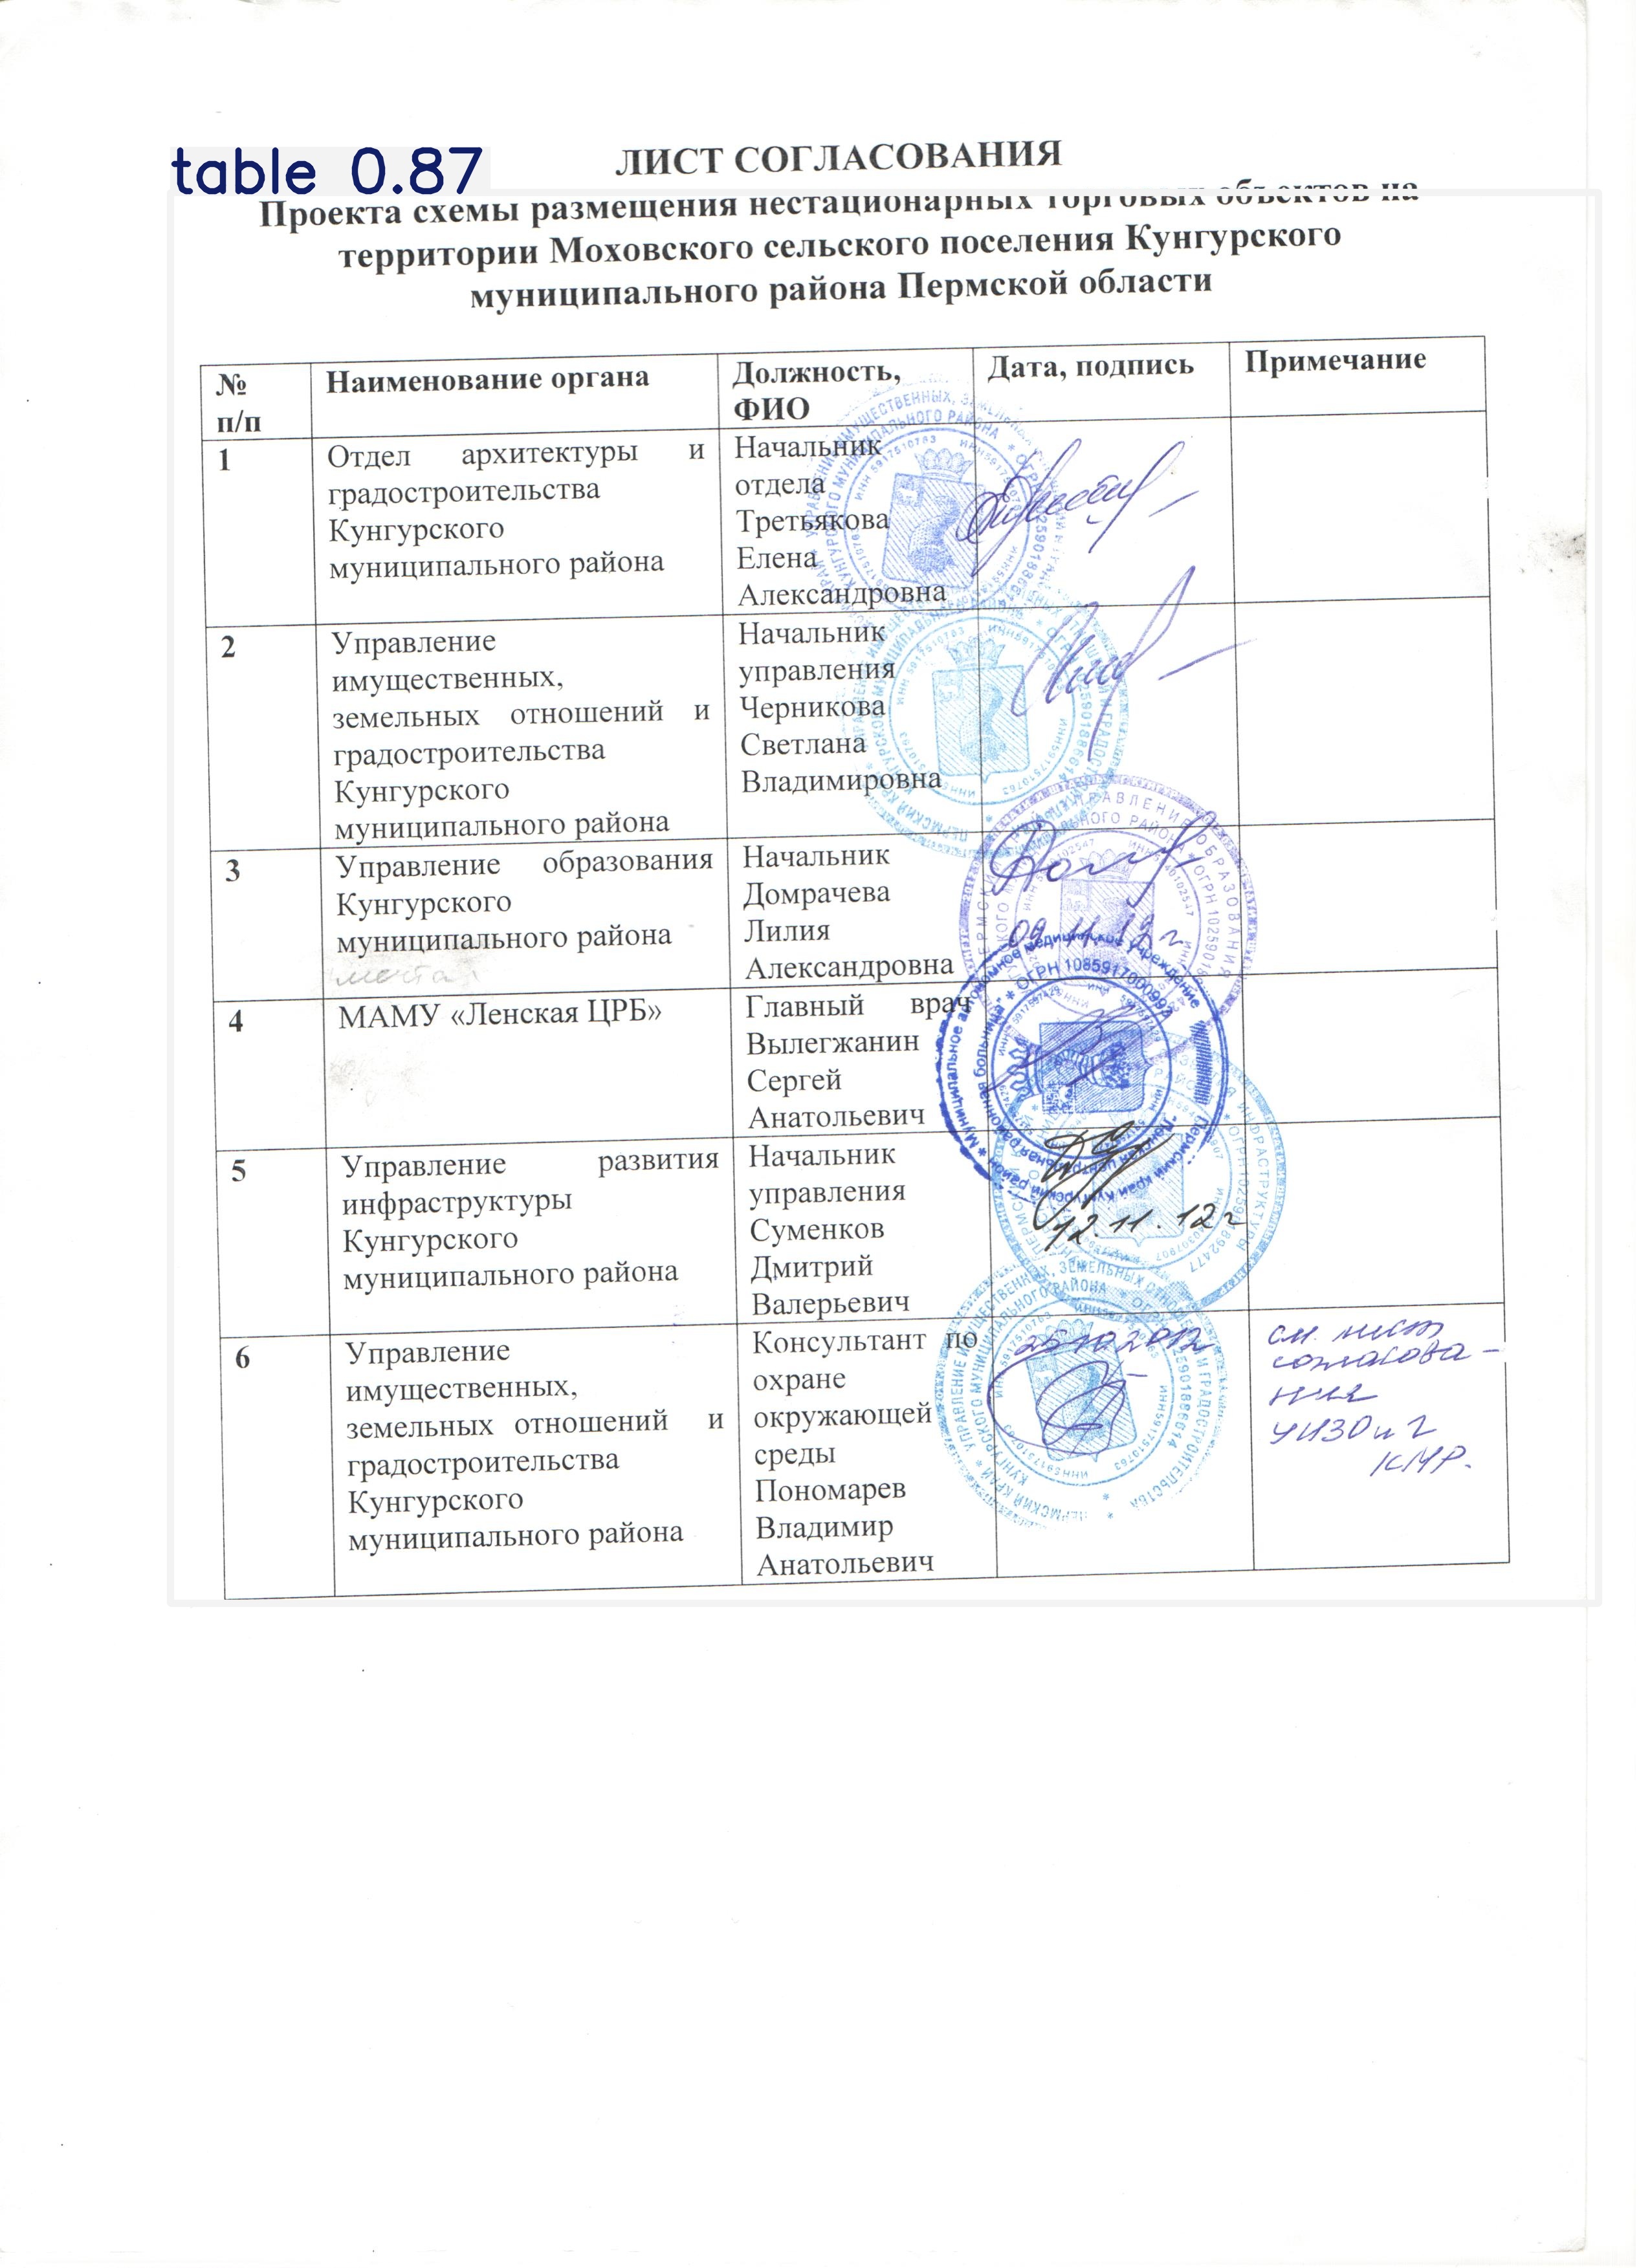 table 0.87
ЛИСТ СОГЛАСОВАНИЯ
Проекта схемы размещения нестационарных торговых объектов на
территории Моховского сельского поселения Кунгурского
муниципального района Пермской области
№ п/п
Наименование органа
Должность, ФИО
Дата, подпись
Примечание
1
Отдел архитектуры и
градостроительства
Кунгурского
муниципального района
Начальник
отдела
Третьякова
Елена
Александровна
2
Управление
имущественных,
земельных отношений и
градостроительства
Кунгурского
муниципального района
Начальник
управления
Черникова
Светлана
Владимировна
3
Управление образования
Кунгурского
муниципального района
Начальник
Домрачева
Лилия
Александровна
09.11.12 г
4
МАМУ «Ленская ЦРБ»
Главный врач
Вылегжанин
Сергей
Анатольевич
5
Управление развития
инфраструктуры
Кунгурского
муниципального района
Начальник
управления
Суменков
Дмитрий
Валерьевич
12.11.12 г
6
Управление
имущественных,
земельных отношений и
градостроительства
Кунгурского
муниципального района
Консультант по
охране
окружающей
среды
Пономарев
Владимир
Анатольевич
25.10.2012
см. лист
согласова-
ния
УИЗО и Г
КМР.